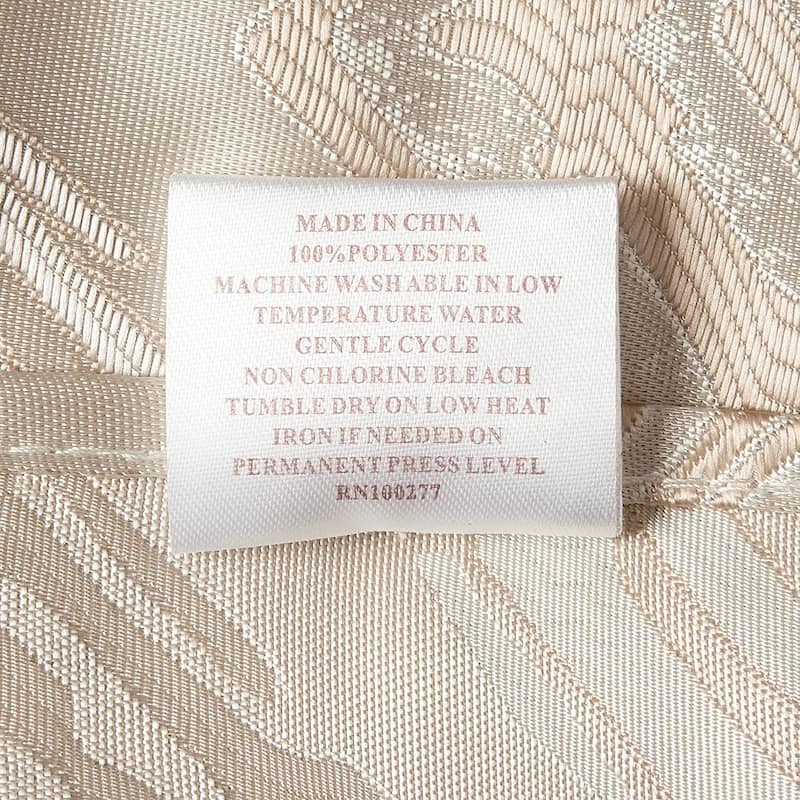 MADE IN CHINA
100%POLYESTER
MACHINE WASHABLE IN LOW
TEMPERATURE WATER
GENTLE CYCLE
NON CHLORINE BLEACH
TUMBLE DRY ON LOW HEAT
IRON IF NEEDED ON
PERMANENT PRESS LEVEL
RN100277